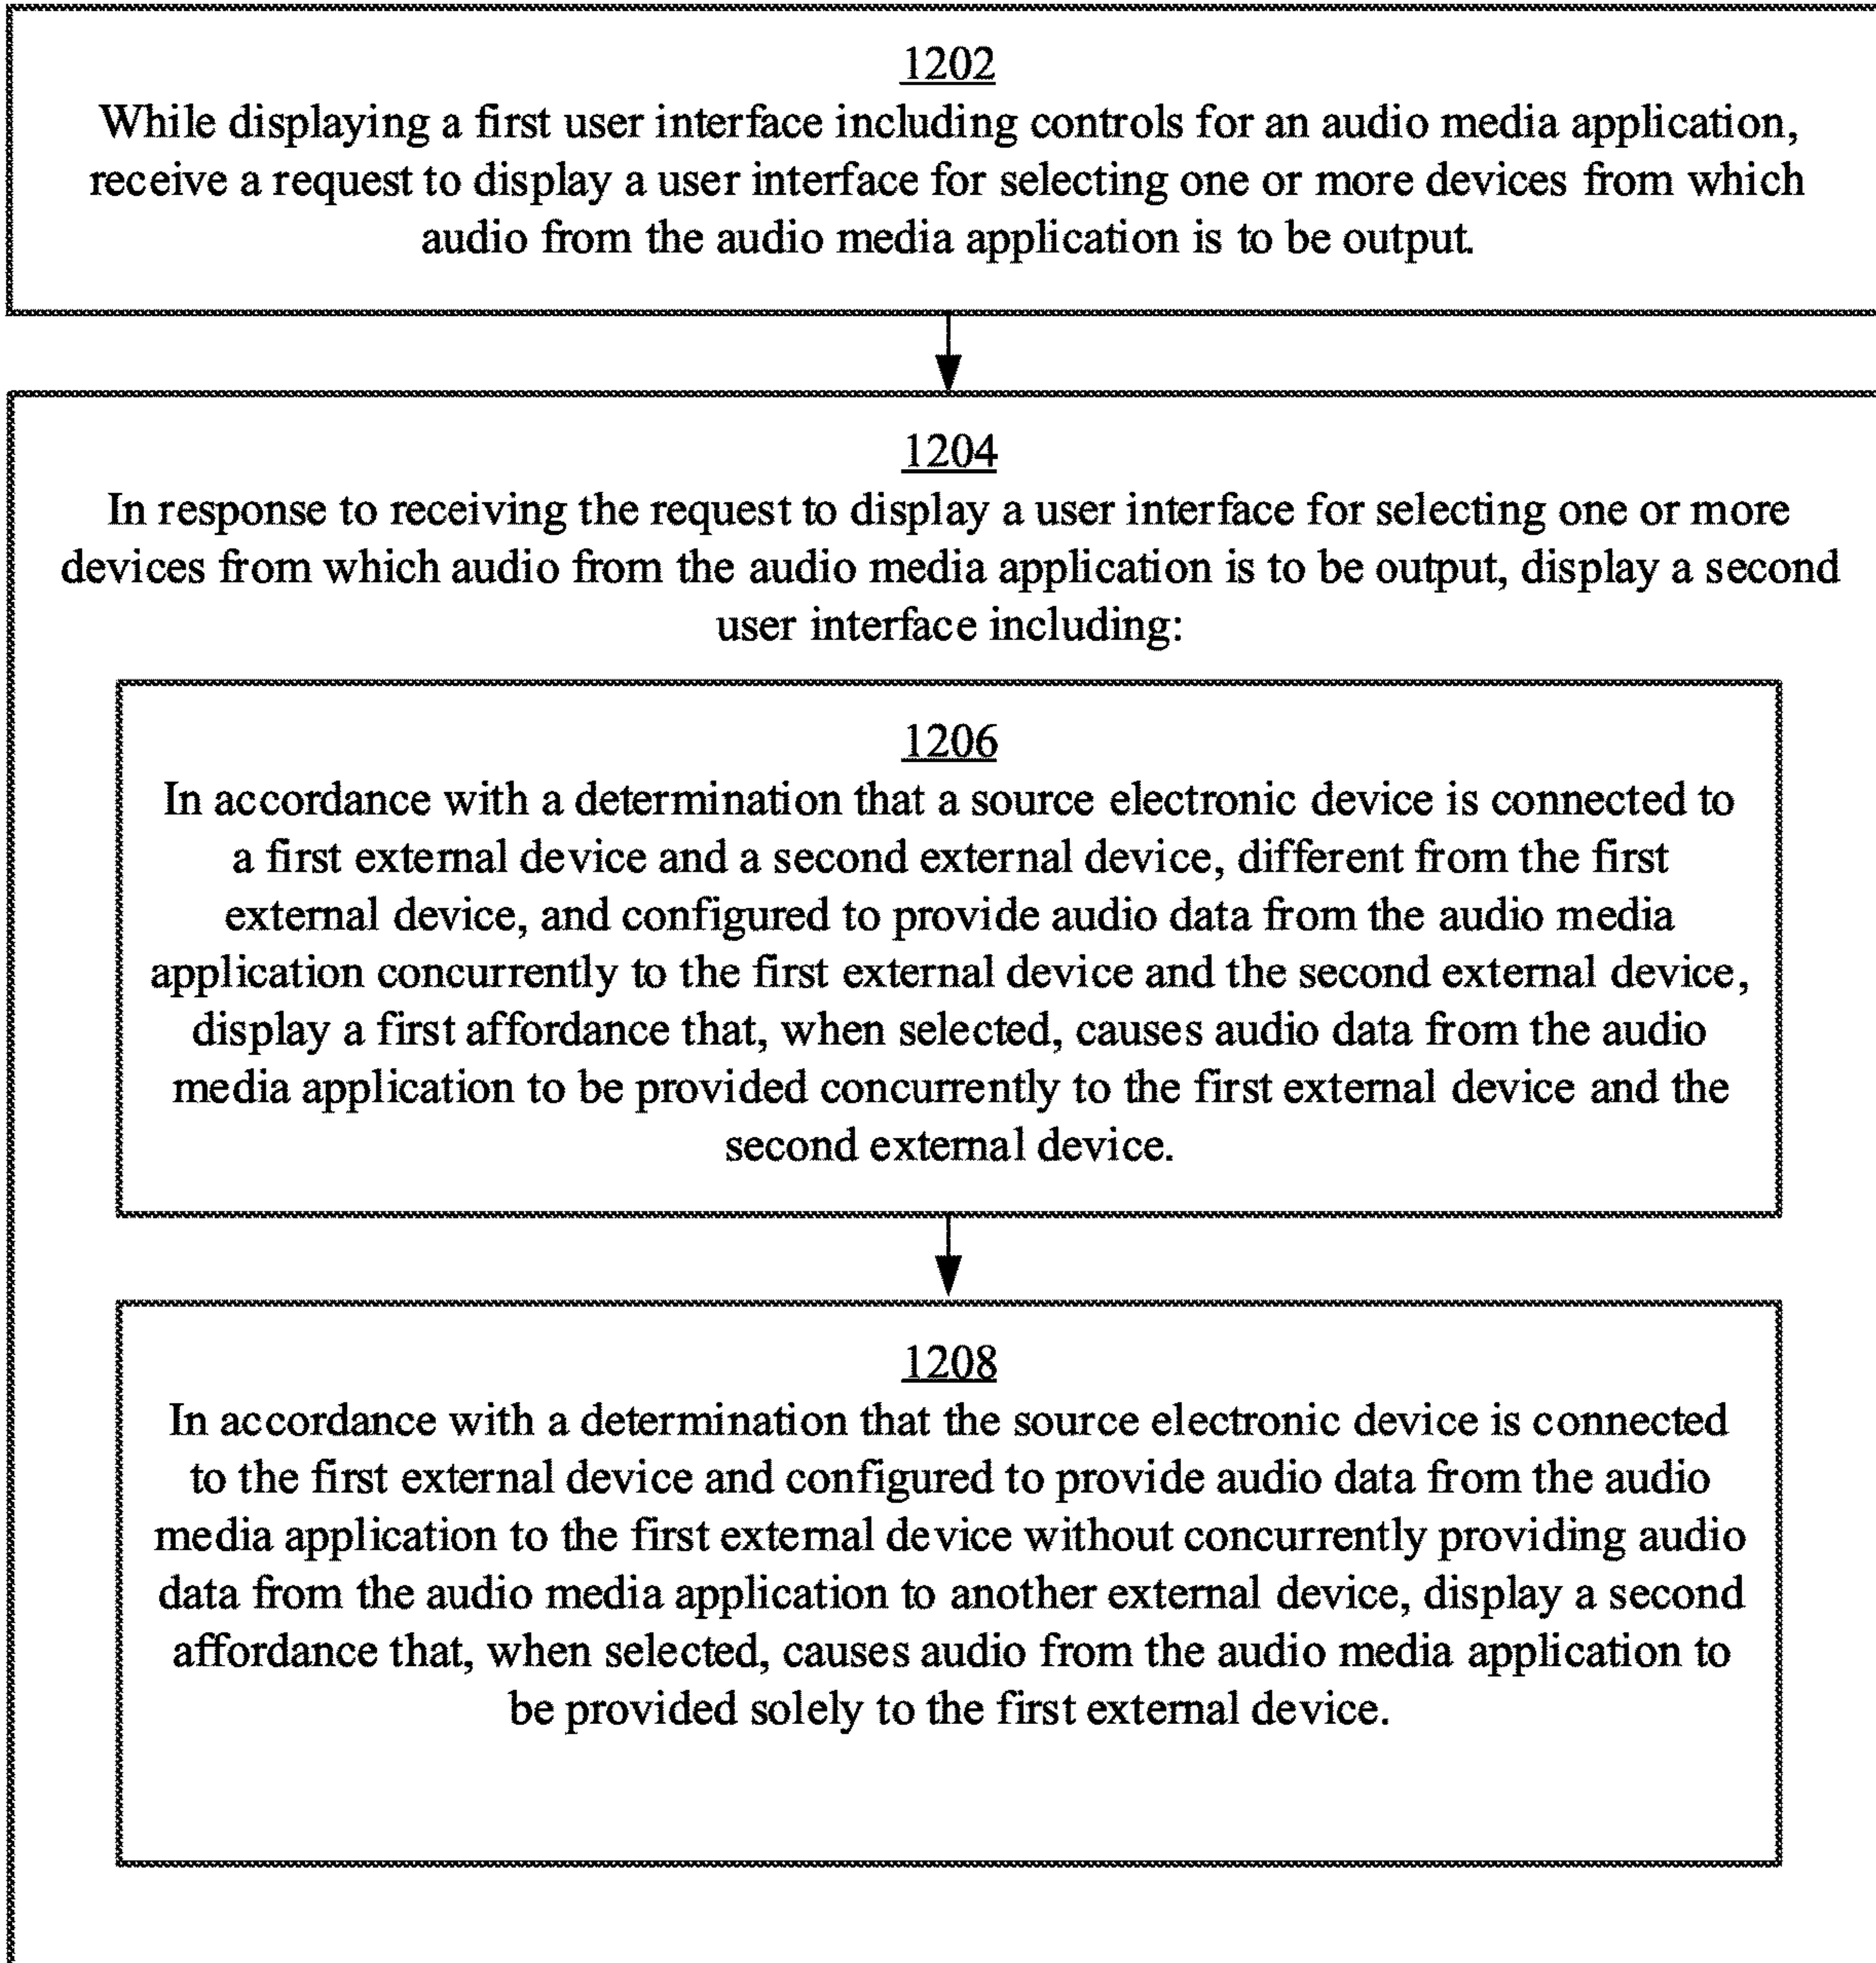 1202
While displaying a first user interface including controls for an audio media application,
receive a request to display a user interface for selecting one or more devices from which
audio from the audio media application is to be output.
1204
In response to receiving the request to display a user interface for selecting one or more
devices from which audio from the audio media application is to be output, display a second
user interface including:
1206
In accordance with a determination that a source electronic device is connected to
a first external device and a second external device, different from the first
external device, and configured to provide audio data from the audio media
application concurrently to the first external device and the second external device,
display a first affordance that, when selected, causes audio data from the audio
media application to be provided concurrently to the first external device and the
second external device.
1208
In accordance with a determination that the source electronic device is connected
to the first external device and configured to provide audio data from the audio
media application to the first external device without concurrently providing audio
data from the audio media application to another external device, display a second
affordance that, when selected, causes audio from the audio media application to
be provided solely to the first external device.